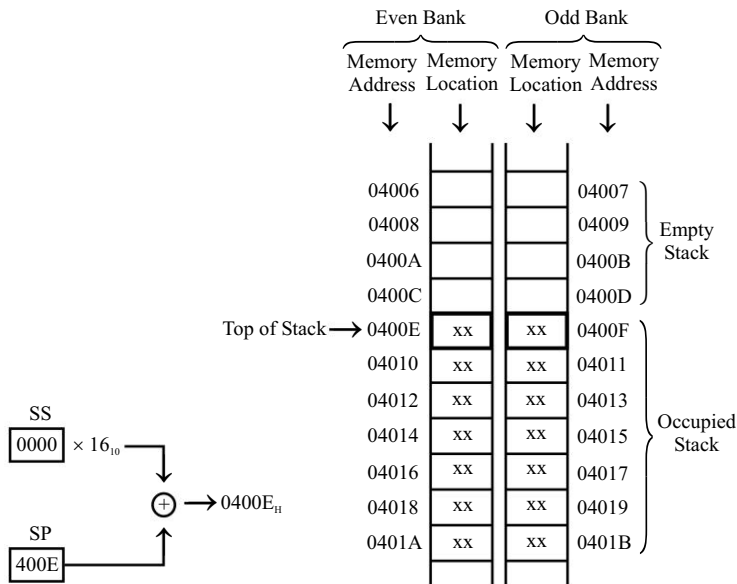 Even Bank Odd Bank
Memory Address Memory Location Memory Location Memory Address
04006 04007
04008 04009
0400A 0400B
0400C 0400D
Empty Stack
Top of Stack 0400E xx xx 0400F
04010 xx xx 04011
04012 xx xx 04013
04014 xx xx 04015
04016 xx xx 04017
04018 xx xx 04019
0401A xx xx 0401B
Occupied Stack
SS
0000 × 16₁₀
+ 0400E_H
SP
400E